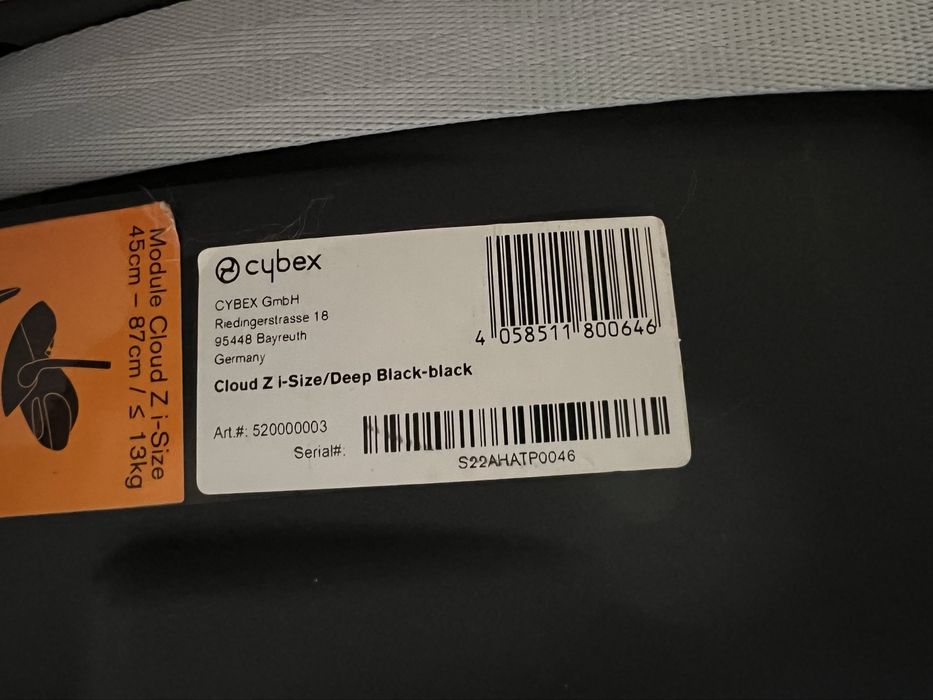 Module Cloud Z i-Size
45cm – 87cm / ≤ 13kg
cybex
CYBEX GmbH
Riedingerstrasse 18
95448 Bayreuth
Germany
4 058511 800646
Cloud Z i-Size/Deep Black-black
Art.#: 520000003
Serial#:
S22AHATP0046